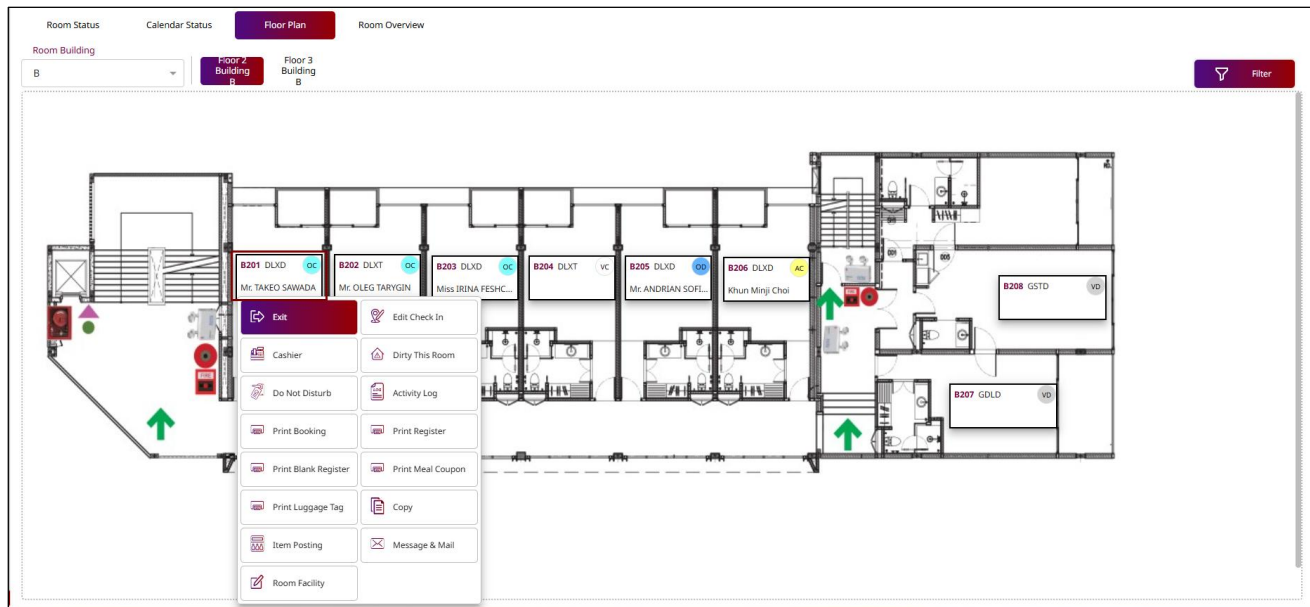 Room Status Calendar Status Floor Plan Room Overview
Room Building
B
Floor 2
Building
B
Floor 3
Building
B
Filter
B201 DLXD OC
Mr. TAKEO SAWADA
B202 DLXT OC
Mr. OLEG TARYGIN
B203 DLXD OC
Miss IRINA FESHC...
B204 DLXT VC
B205 DLXD OD
Mr. ANDRIAN SOFI...
B206 DLXD AC
Khun Minji Choi
B208 GSTD VD
B207 GDLD VD
FIRE
Exit Edit Check In
Cashier Dirty This Room
Do Not Disturb Activity Log
Print Booking Print Register
Print Blank Register Print Meal Coupon
Print Luggage Tag Copy
Item Posting Message & Mail
Room Facility